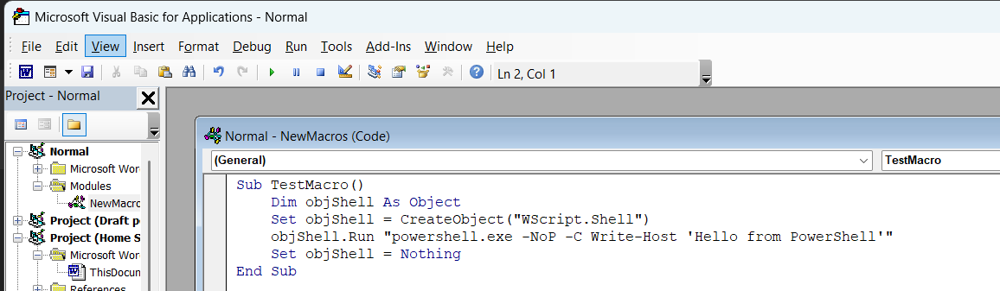 Microsoft Visual Basic for Applications - Normal
File Edit View Insert Format Debug Run Tools Add-Ins Window Help
Ln 2, Col 1
Project - Normal
Normal - NewMacros (Code)
(General) TestMacro
Normal
Microsoft Wor
Modules
NewMacro
Project (Draft p
Project (Home S
Microsoft Wor
ThisDocun
References
Sub TestMacro()
Dim objShell As Object
Set objShell = CreateObject("WScript.Shell")
objShell.Run "powershell.exe -NoP -C Write-Host 'Hello from PowerShell'"
Set objShell = Nothing
End Sub